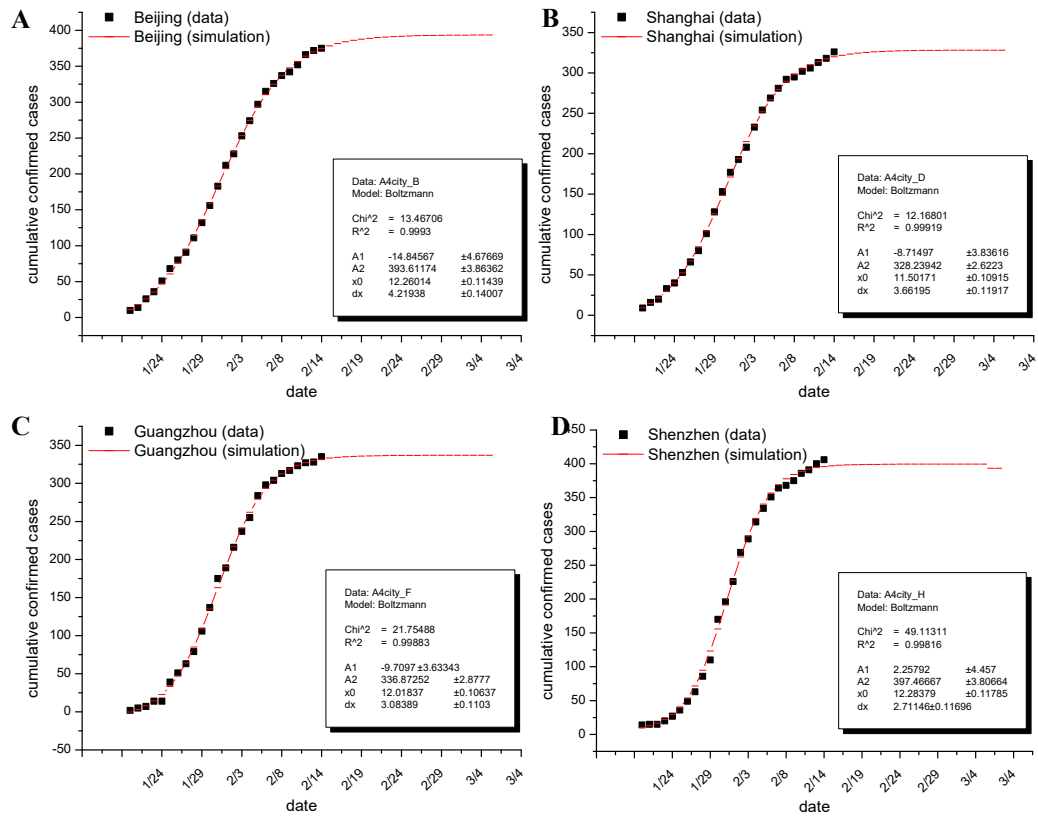 A
Beijing (data)
Beijing (simulation)
cumulative confirmed cases
400
350
300
250
200
150
100
50
0
Data: A4city_B
Model: Boltzmann
Chi^2 = 13.46706
R^2 = 0.9993
A1 -14.84567 ±4.67669
A2 393.61174 ±3.86362
x0 12.26014 ±0.11439
dx 4.21938 ±0.14007
1/24 1/29 2/3 2/8 2/14 2/19 2/29 3/4 3/4
date
B
Shanghai (data)
Shanghai (simulation)
cumulative confirmed cases
350
300
250
200
150
100
50
0
Data: A4city_D
Model: Boltzmann
Chi^2 = 12.16801
R^2 = 0.99919
A1 -8.71497 ±3.83616
A2 328.23942 ±2.6223
x0 11.50171 ±0.10915
dx 3.66195 ±0.11917
1/24 1/29 2/3 2/8 2/14 2/19 2/29 3/4 3/4
date
C
Guangzhou (data)
Guangzhou (simulation)
cumulative confirmed cases
350
300
250
200
150
100
50
0
-50
Data: A4city_F
Model: Boltzmann
Chi^2 = 21.75488
R^2 = 0.99883
A1 -9.7097 ±3.63343
A2 336.87252 ±2.8777
x0 12.01837 ±0.10637
dx 3.08389 ±0.1103
1/24 1/29 2/3 2/8 2/14 2/19 2/29 3/4 3/4
date
D
Shenzhen (data)
Shenzhen (simulation)
cumulative confirmed cases
450
400
350
300
250
200
150
100
50
0
Data: A4city_H
Model: Boltzmann
Chi^2 = 49.11311
R^2 = 0.99816
A1 2.25792 ±4.457
A2 397.46667 ±3.80664
x0 12.28379 ±0.11785
dx 2.71146±0.11696
1/24 1/29 2/3 2/8 2/14 2/19 2/29 3/4 3/4
date